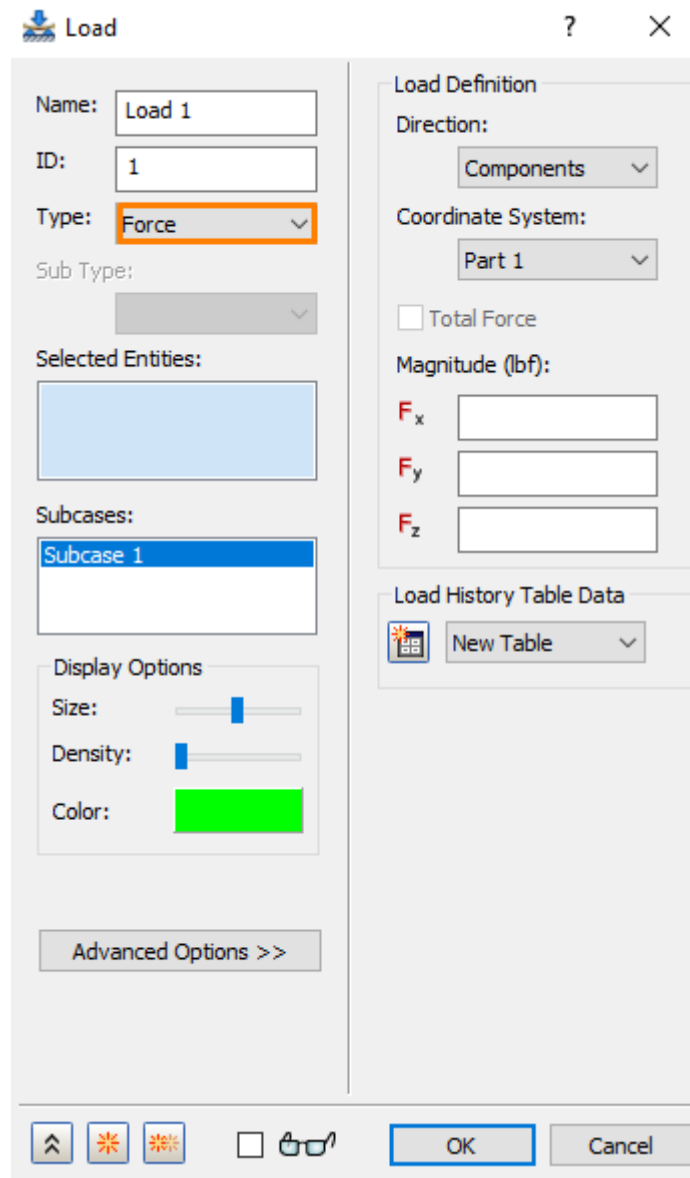 Load
?
Name:
Load 1
ID:
1
Type:
Force
Sub Type:
Selected Entities:
Subcases:
Subcase 1
Display Options
Size:
Density:
Color:
Advanced Options >>
Load Definition
Direction:
Components
Coordinate System:
Part 1
Total Force
Magnitude (lbf):
Fx
Fy
Fz
Load History Table Data
New Table
OK
Cancel